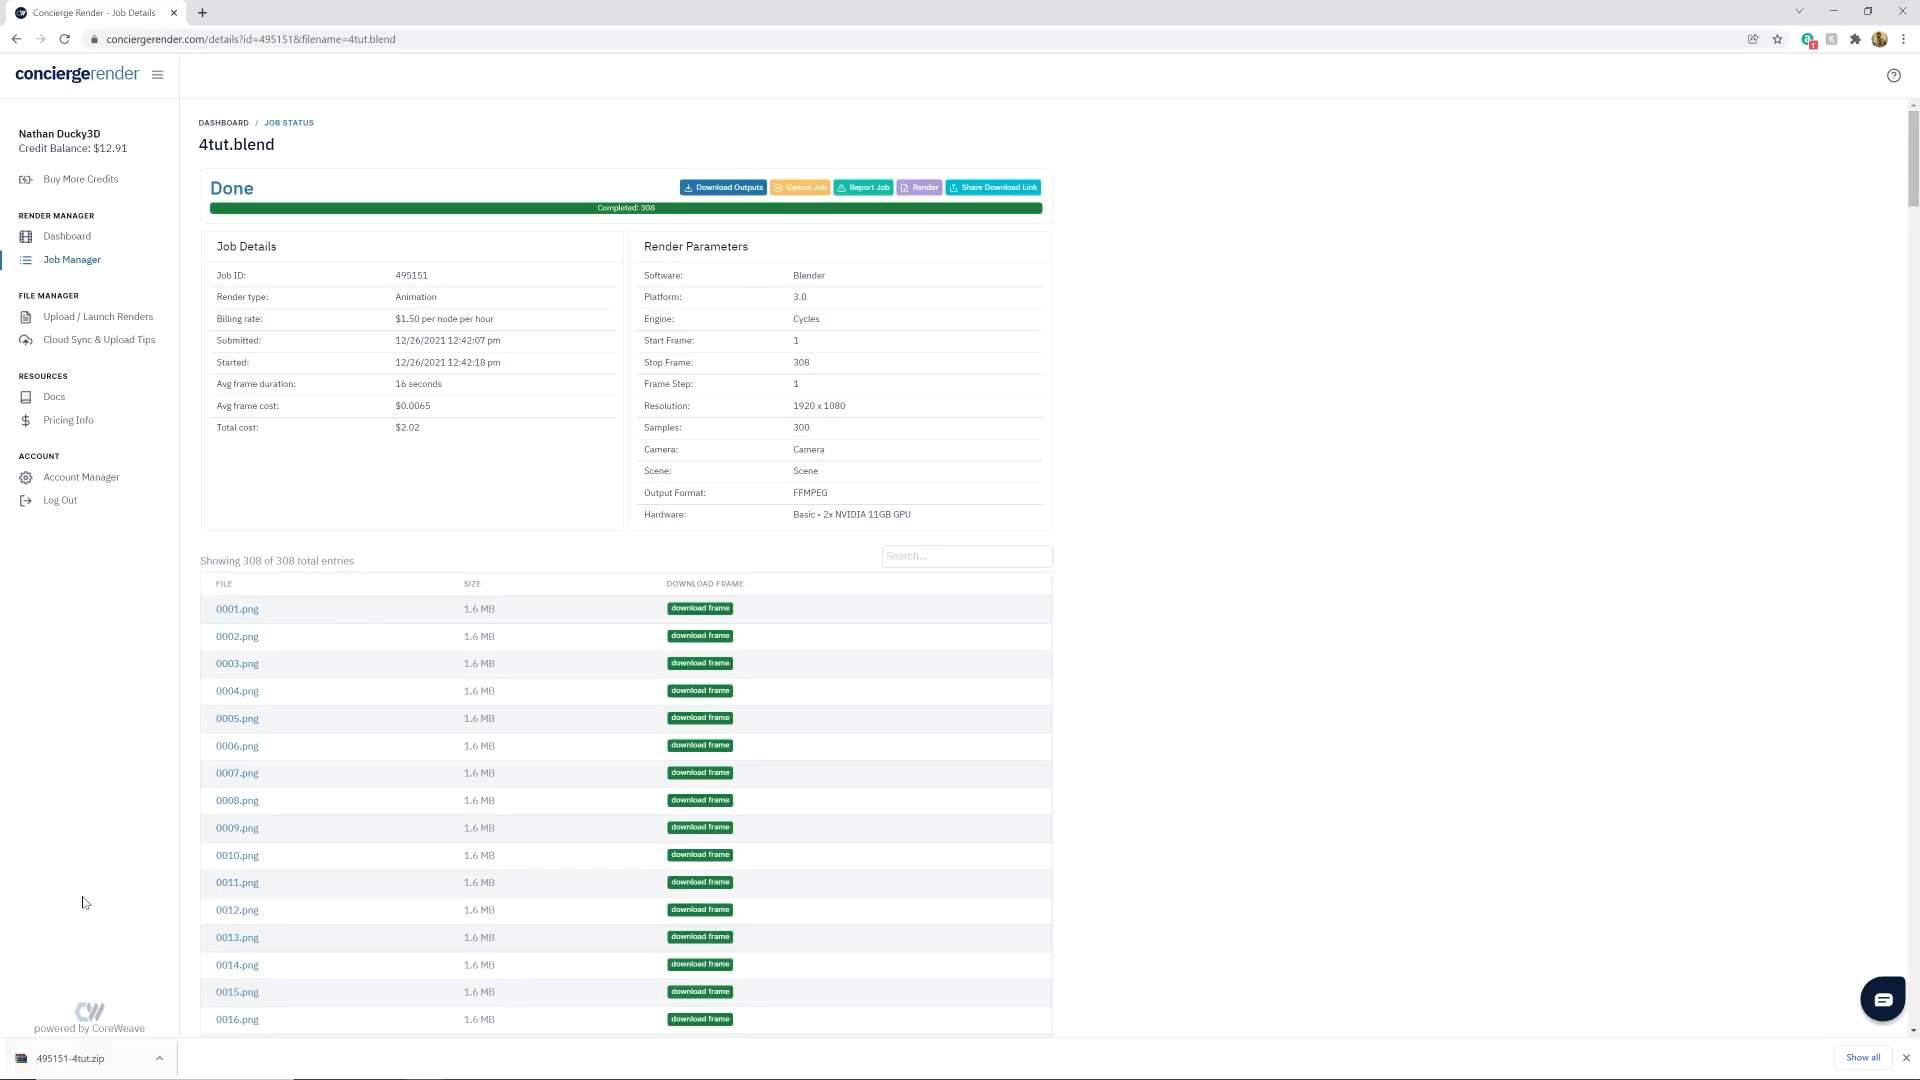 Concierge Render - Job Details
conciergerender.com/details?id=495151&filename=4tut.blend
conciergerender
Nathan Ducky3D
Credit Balance: $12.91
Buy More Credits
RENDER MANAGER
Dashboard
Job Manager
FILE MANAGER
Upload / Launch Renders
Cloud Sync & Upload Tips
RESOURCES
Docs
Pricing Info
ACCOUNT
Account Manager
Log Out
powered by CoreWeave
DASHBOARD / JOB STATUS
4tut.blend
Done
Download Outputs
Cancel Job
Report Job
Render
Share Download Link
Completed: 308
Job Details
Job ID: 495151
Render type: Animation
Billing rate: $1.50 per node per hour
Submitted: 12/26/2021 12:42:07 pm
Started: 12/26/2021 12:42:18 pm
Avg frame duration: 16 seconds
Avg frame cost: $0.0065
Total cost: $2.02
Render Parameters
Software: Blender
Platform: 3.0
Engine: Cycles
Start Frame: 1
Stop Frame: 308
Frame Step: 1
Resolution: 1920 x 1080
Samples: 300
Camera: Camera
Scene: Scene
Output Format: FFMPEG
Hardware: Basic • 2x NVIDIA 11GB GPU
Showing 308 of 308 total entries
Search...
FILE SIZE DOWNLOAD FRAME
0001.png 1.6 MB download frame
0002.png 1.6 MB download frame
0003.png 1.6 MB download frame
0004.png 1.6 MB download frame
0005.png 1.6 MB download frame
0006.png 1.6 MB download frame
0007.png 1.6 MB download frame
0008.png 1.6 MB download frame
0009.png 1.6 MB download frame
0010.png 1.6 MB download frame
0011.png 1.6 MB download frame
0012.png 1.6 MB download frame
0013.png 1.6 MB download frame
0014.png 1.6 MB download frame
0015.png 1.6 MB download frame
0016.png 1.6 MB download frame
495151-4tut.zip
Show all